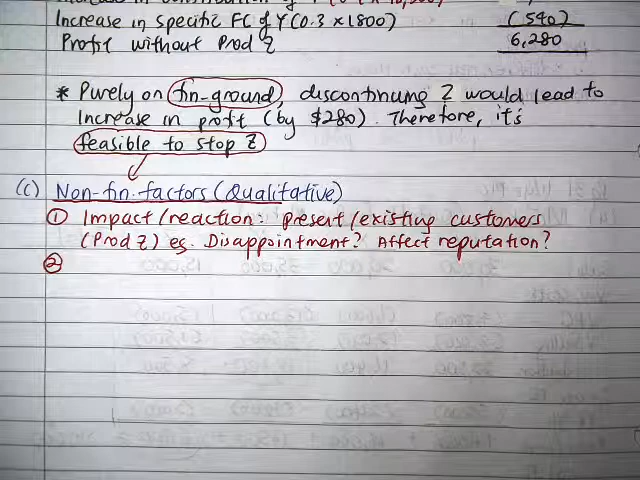 Increase in Specific FC of Y (0.3 x 1800) (540)
Profit without Prod Z 6,280
* Purely on fin-ground, discontinuing Z would lead to
Increase in profit (by $280). Therefore, it's
feasible to stop Z
(c) Non-fin-factors (Qualitative)
① Impact/reaction: Present/existing customers
(Prod Z) eg. Disappointment? Affect reputation?
②